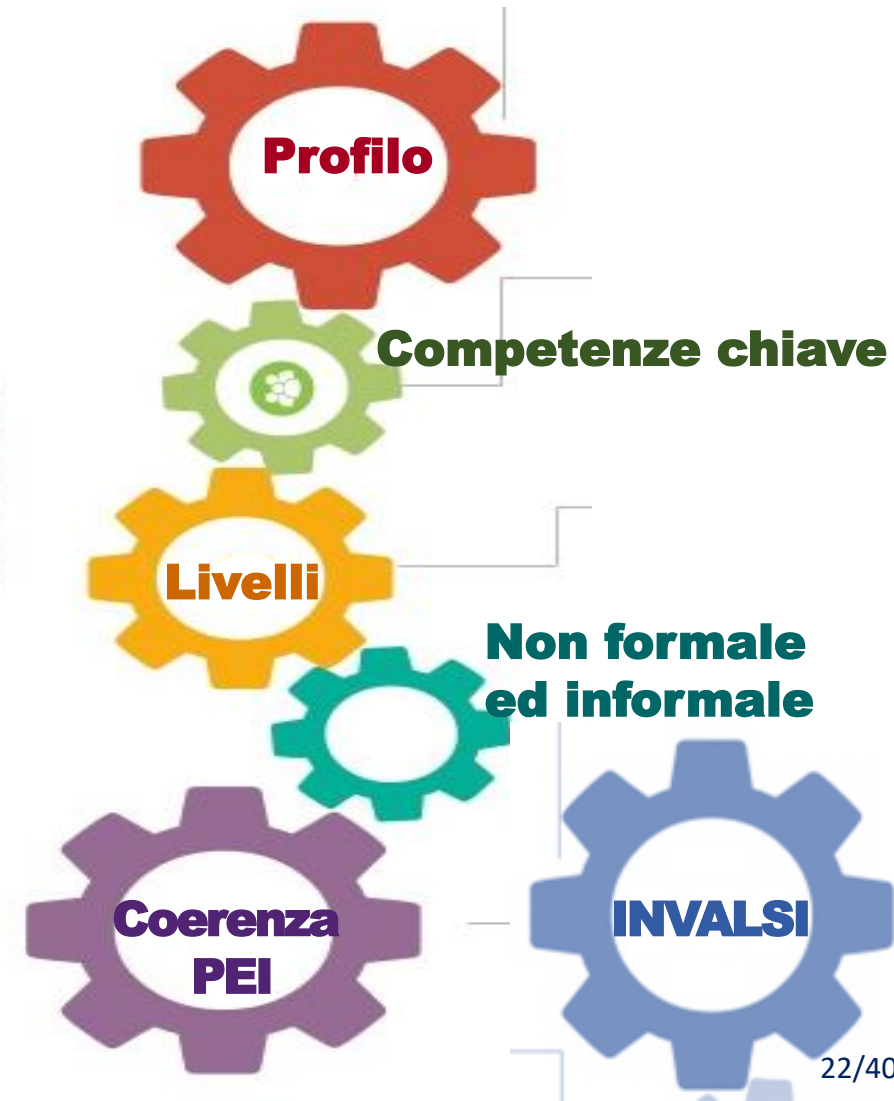 Profilo
Competenze chiave
Livelli
Non formale
ed informale
Coerenza
PEI
INVALSI
22/40